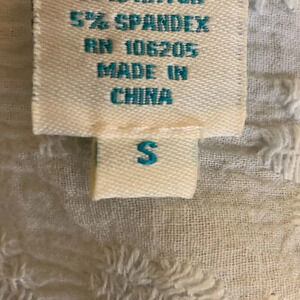 5% SPANDEX
RN 106205
MADE IN
CHINA
S